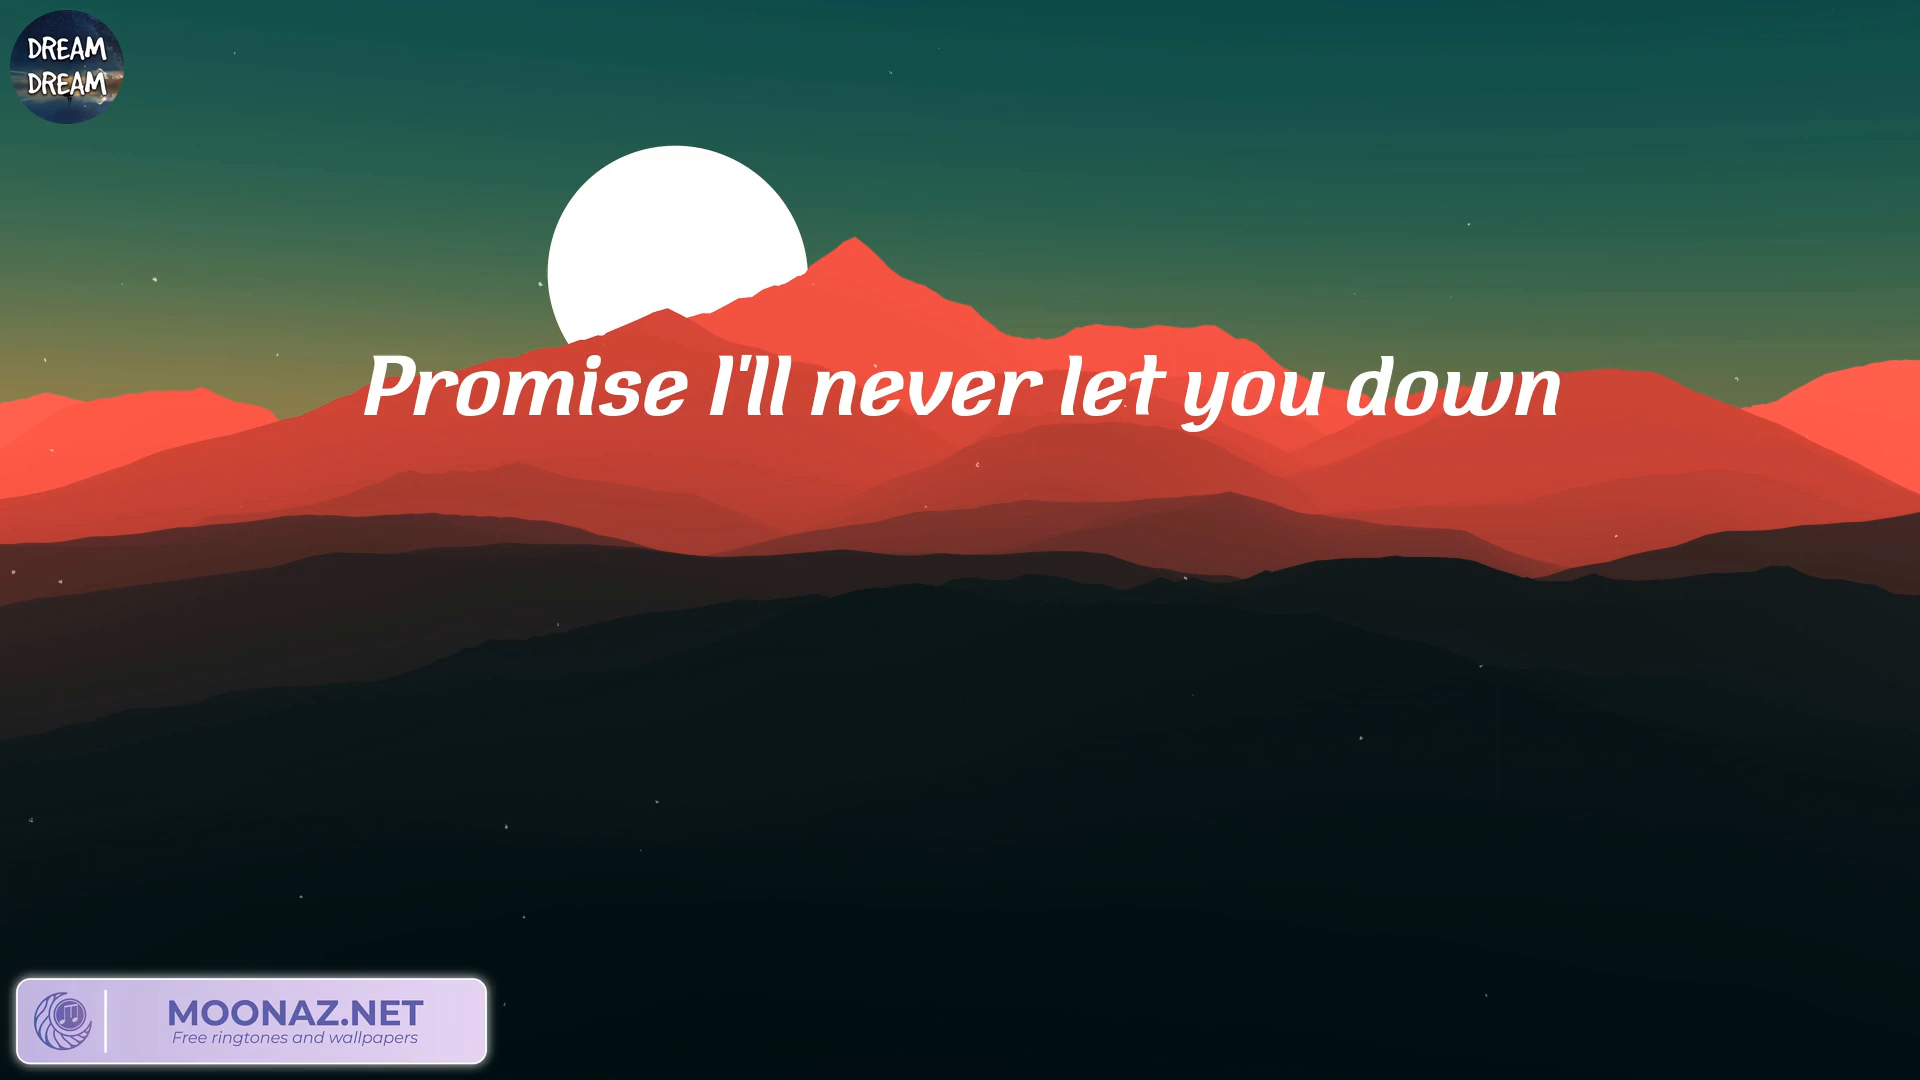 DREAM
DREAM
Promise I'll never let you down
MOONAZ.NET
Free ringtones and wallpapers